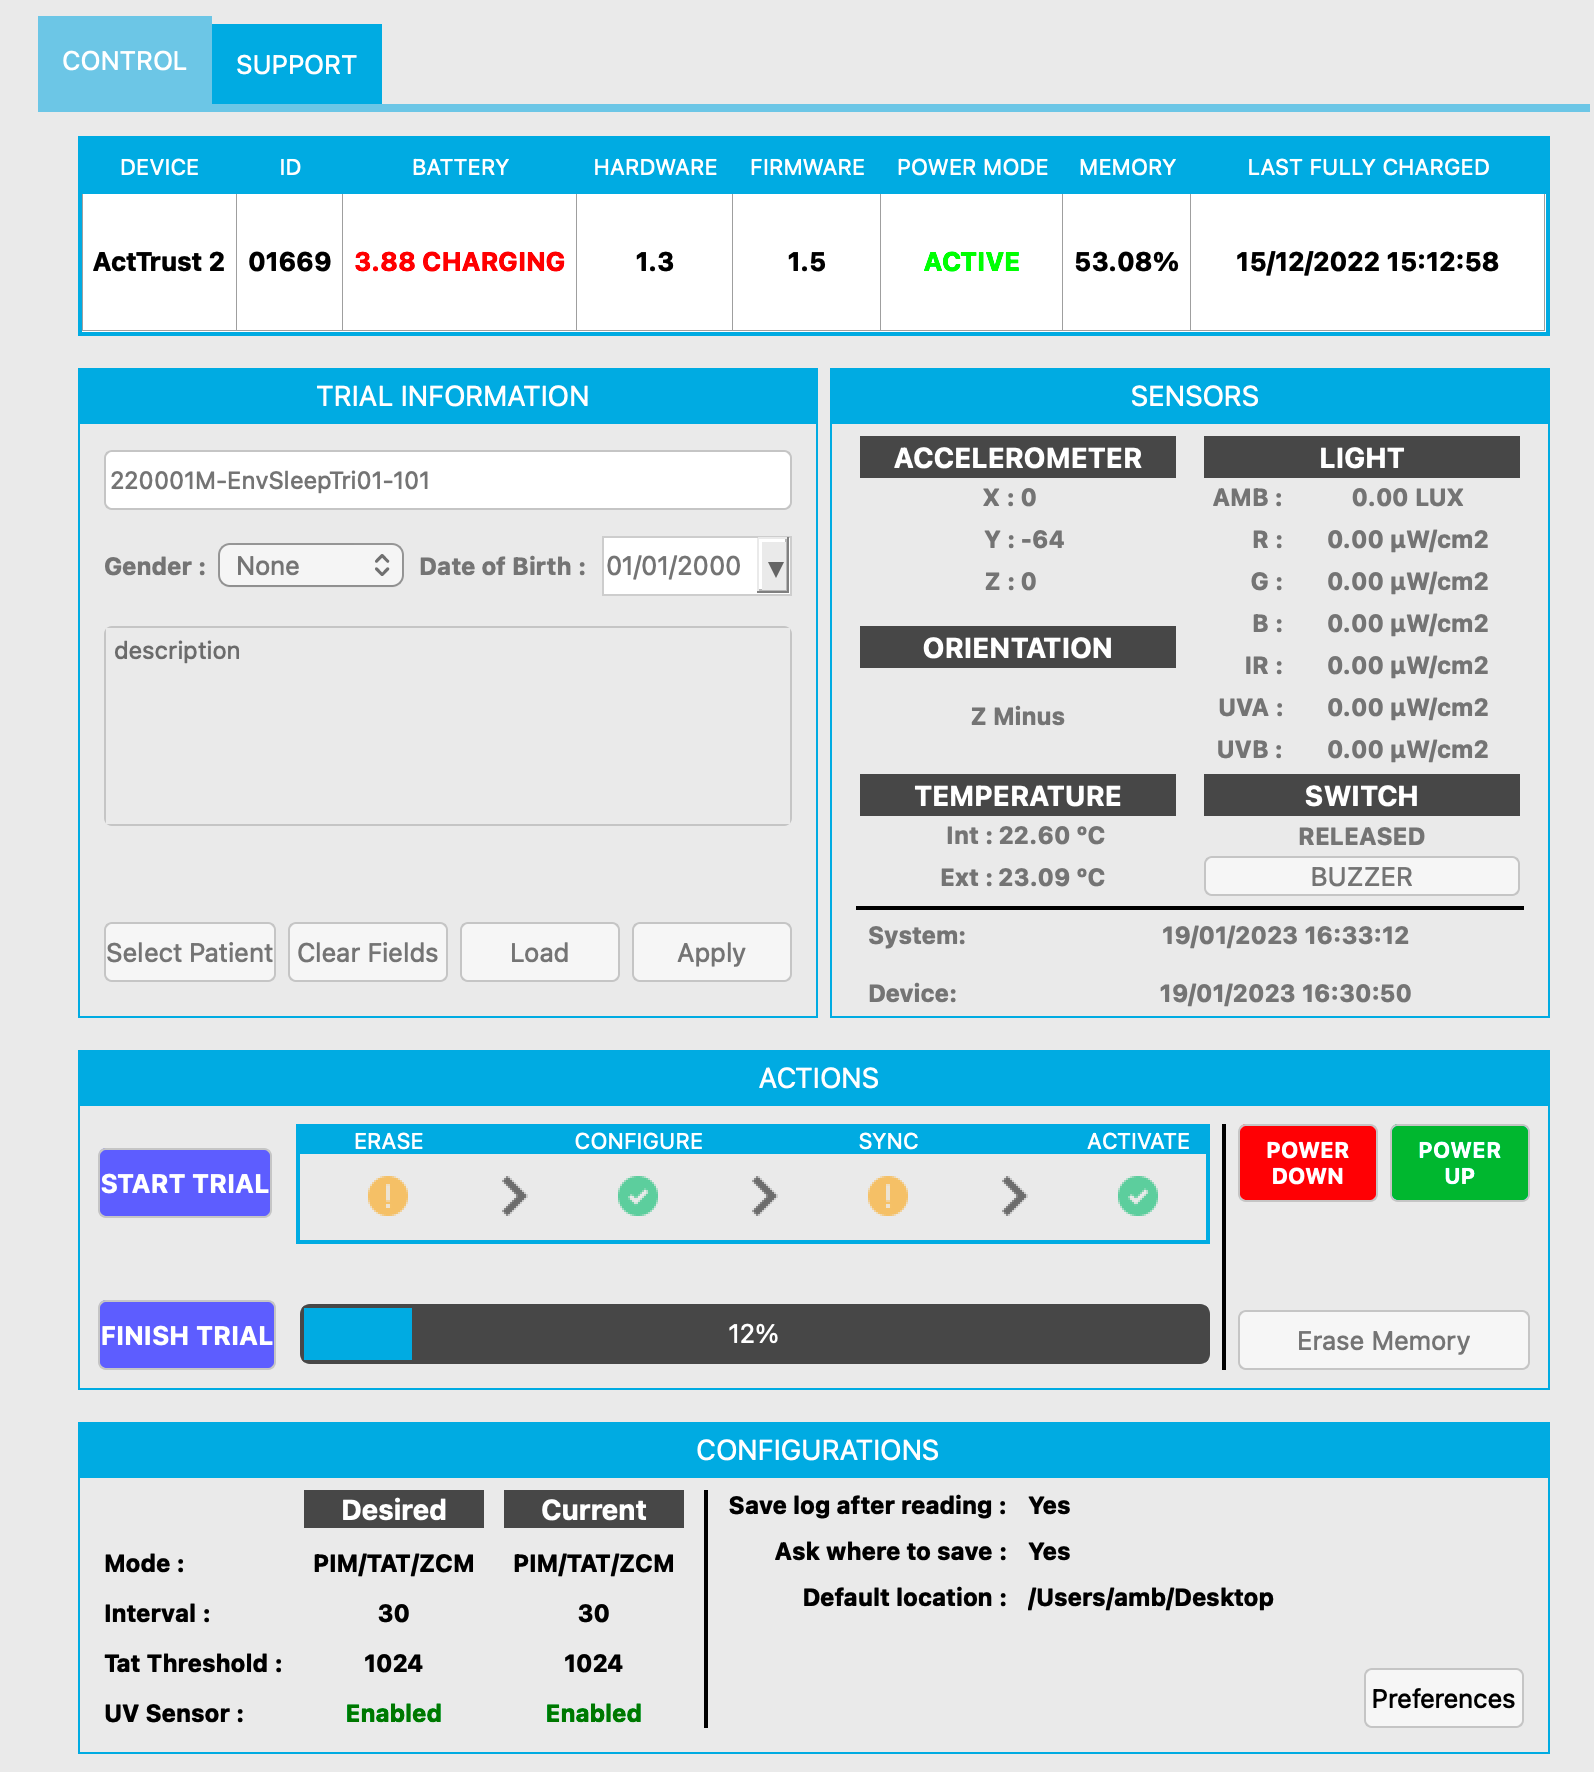 CONTROL
SUPPORT
DEVICE ID BATTERY HARDWARE FIRMWARE POWER MODE MEMORY LAST FULLY CHARGED
ActTrust 2 01669 3.88 CHARGING 1.3 1.5 ACTIVE 53.08% 15/12/2022 15:12:58
TRIAL INFORMATION
220001M-EnvSleepTri01-101
Gender : None Date of Birth : 01/01/2000
description
Select Patient Clear Fields Load Apply
SENSORS
ACCELEROMETER
X : 0
Y : -64
Z : 0
ORIENTATION
Z Minus
TEMPERATURE
Int : 22.60 °C
Ext : 23.09 °C
LIGHT
AMB : 0.00 LUX
R : 0.00 µW/cm2
G : 0.00 µW/cm2
B : 0.00 µW/cm2
IR : 0.00 µW/cm2
UVA : 0.00 µW/cm2
UVB : 0.00 µW/cm2
SWITCH
RELEASED
BUZZER
System: 19/01/2023 16:33:12
Device: 19/01/2023 16:30:50
ACTIONS
START TRIAL
ERASE CONFIGURE SYNC ACTIVATE
POWER
DOWN
POWER
UP
FINISH TRIAL
12%
Erase Memory
CONFIGURATIONS
Desired Current
Mode : PIM/TAT/ZCM PIM/TAT/ZCM
Interval : 30 30
Tat Threshold : 1024 1024
UV Sensor : Enabled Enabled
Save log after reading : Yes
Ask where to save : Yes
Default location : /Users/amb/Desktop
Preferences